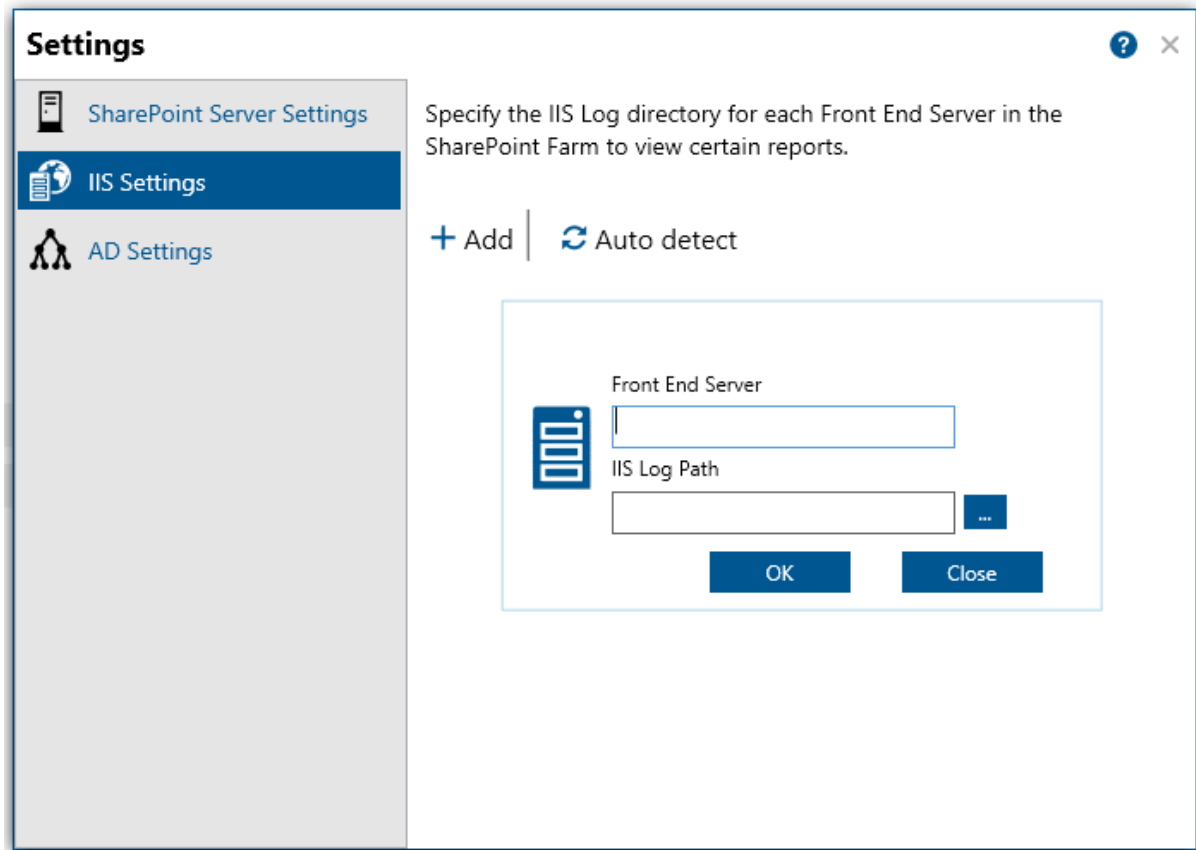 Settings
?
SharePoint Server Settings
IIS Settings
AD Settings
Specify the IIS Log directory for each Front End Server in the
SharePoint Farm to view certain reports.
+ Add
Auto detect
Front End Server
IIS Log Path
...
OK
Close